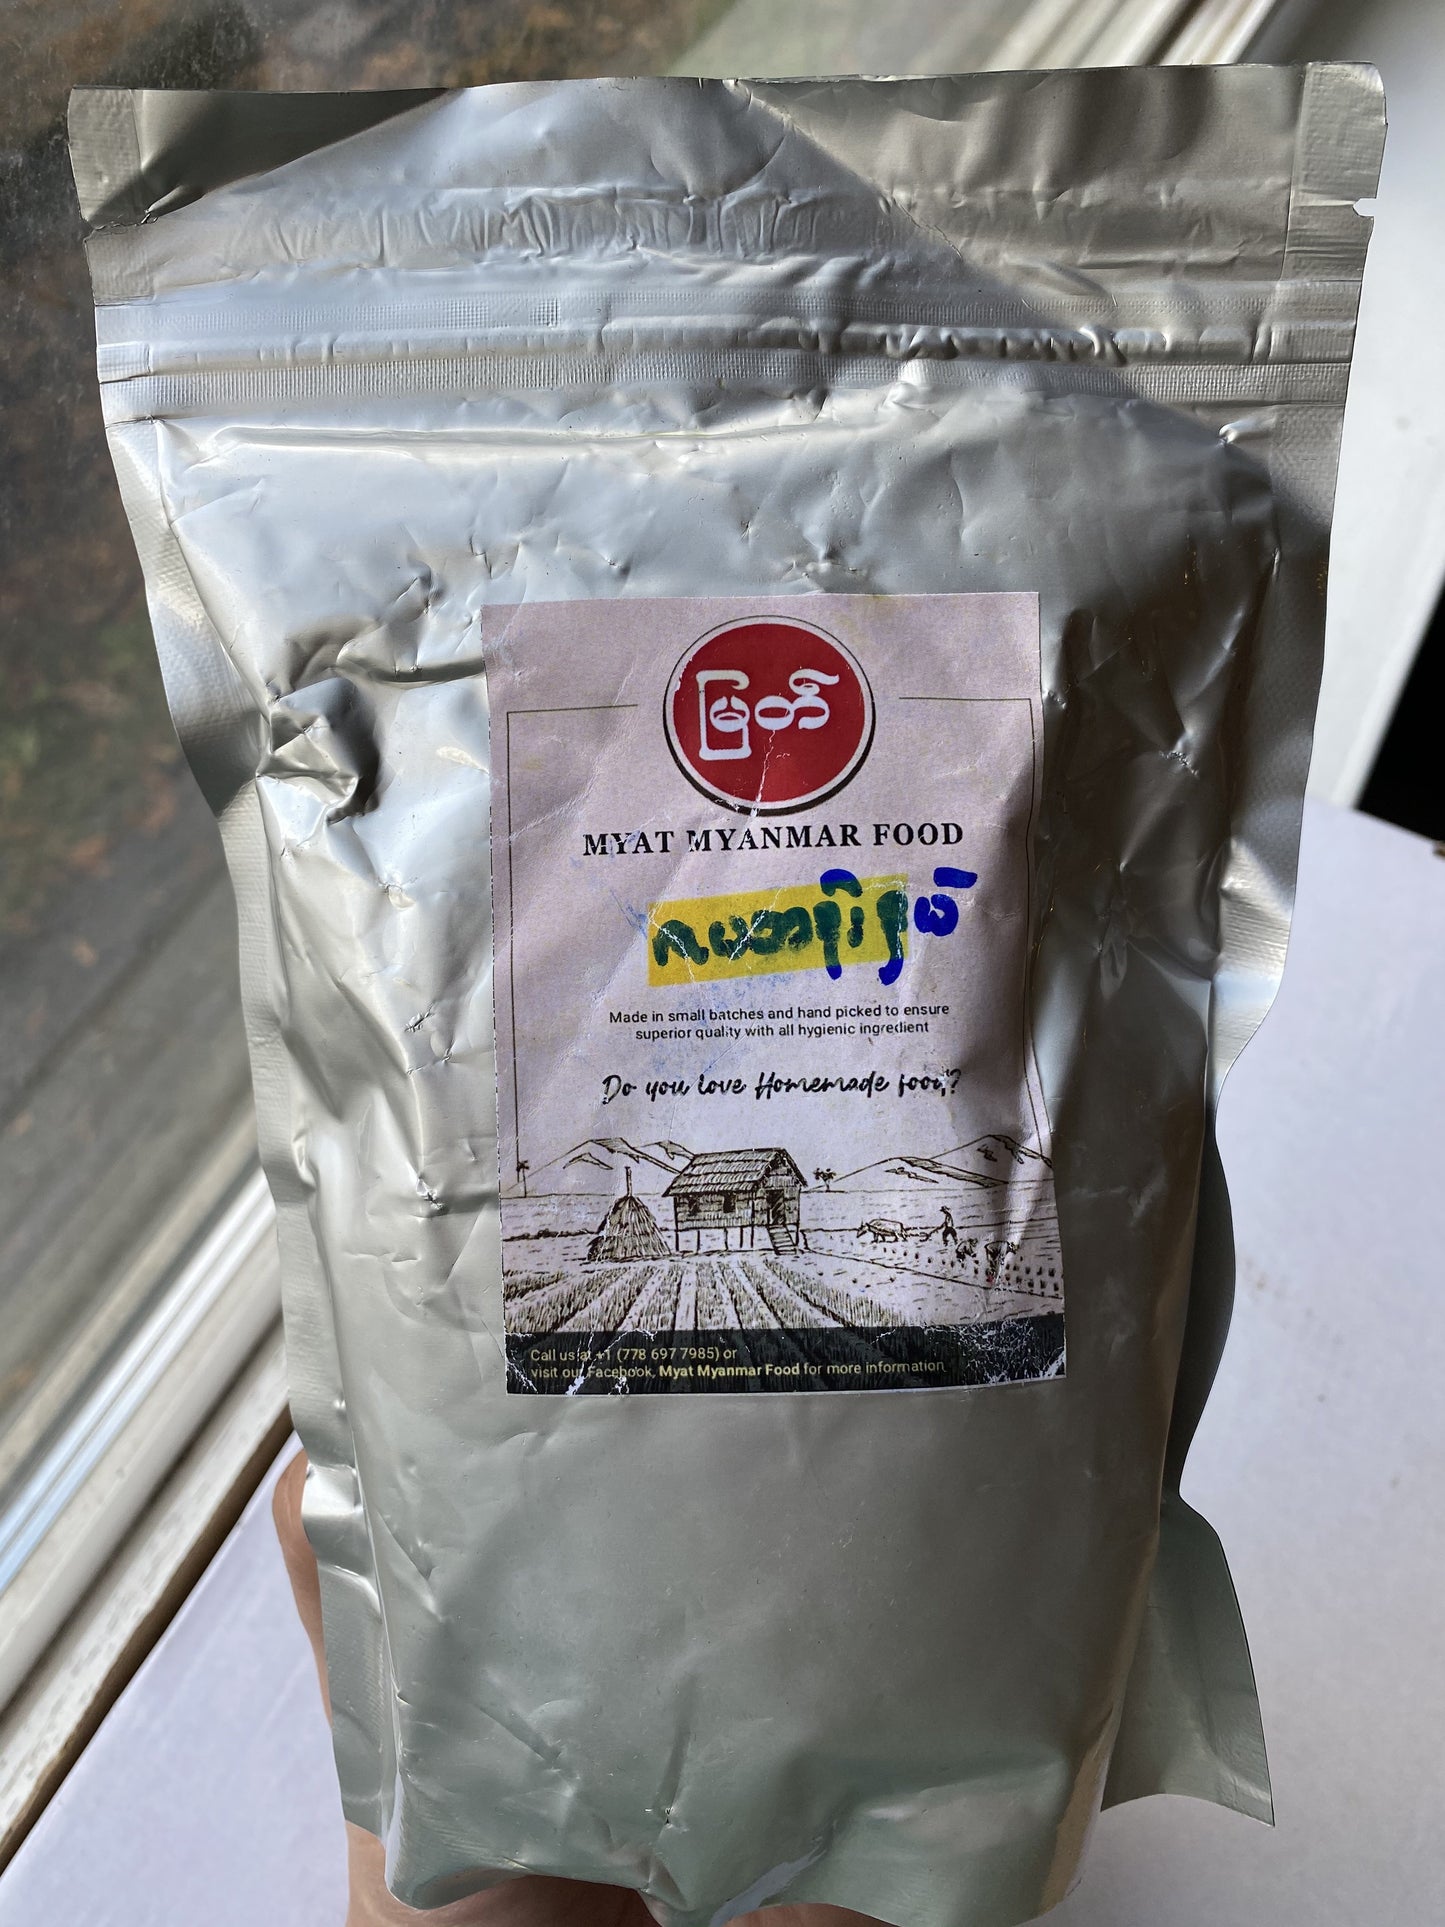 မြတ်
MYAT MYANMAR FOOD
Made in small batches and hand picked to ensure
superior quality with all hygienic ingredient
Do you love Homemade food?
Call us at +1 (778 697 7985) or
visit our Facebook, Myat Myanmar Food for more information